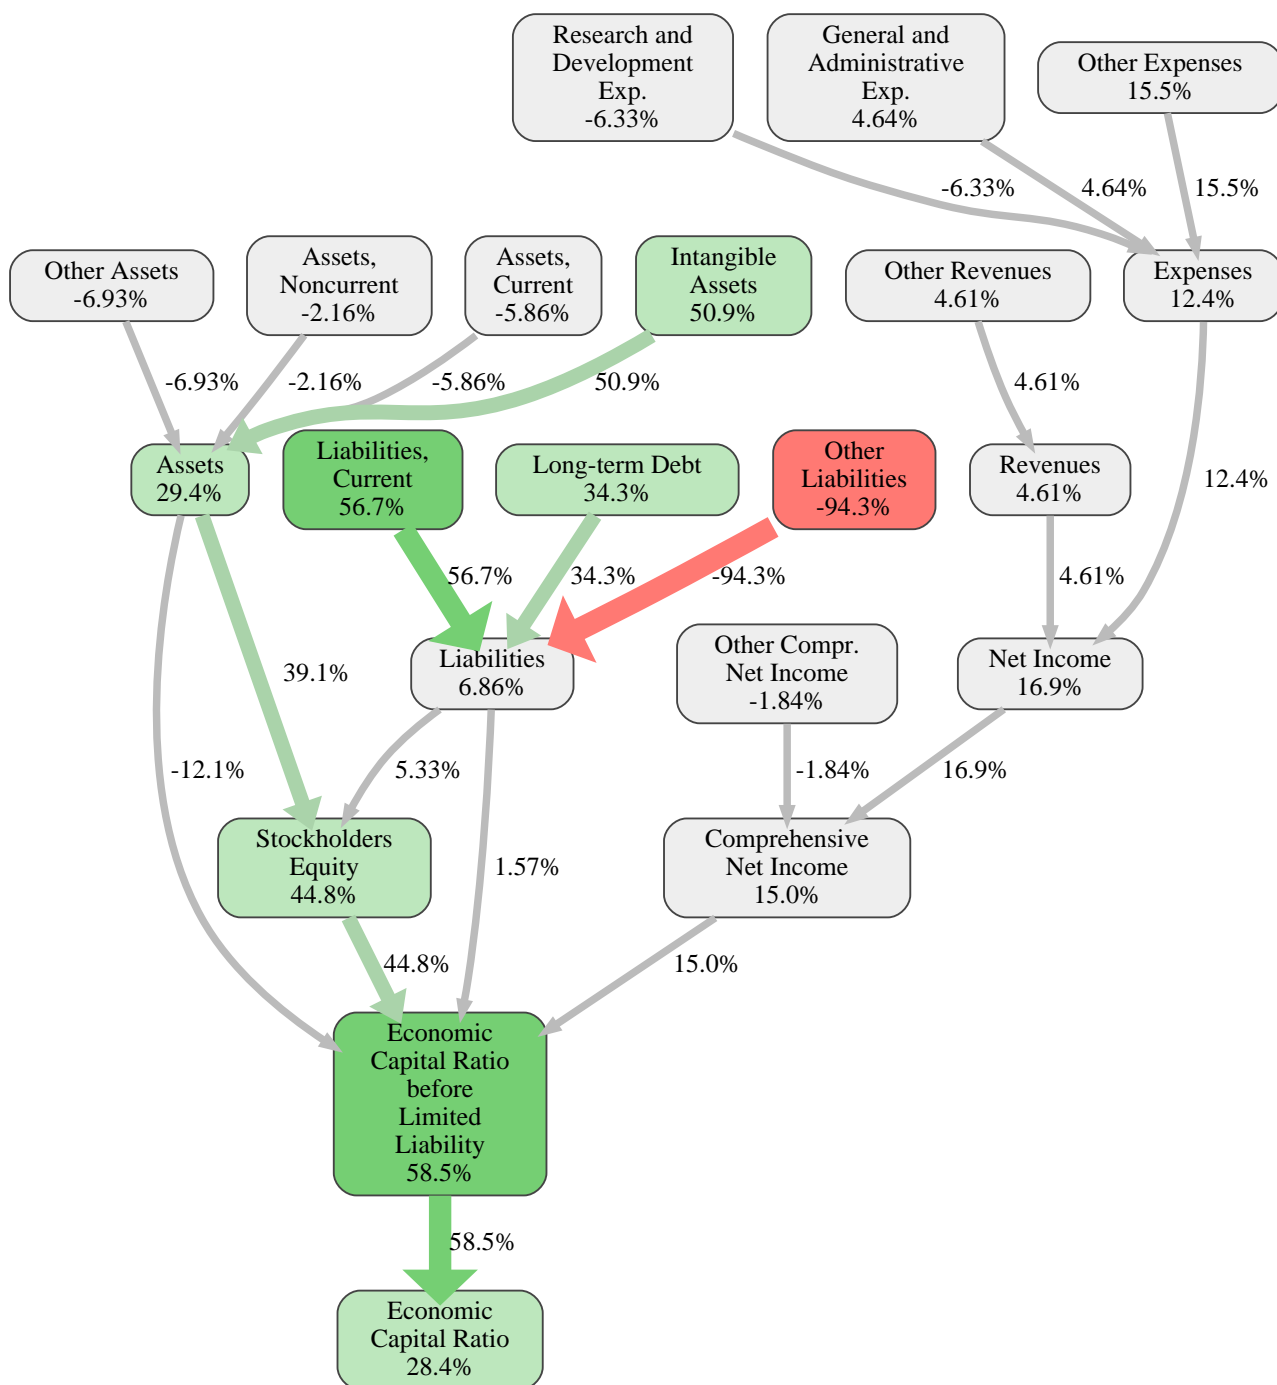 Research and
Development
Exp.
-6.33%
General and
Administrative
Exp.
4.64%
Other Expenses
15.5%
-6.33%
4.64%
15.5%
Other Assets
-6.93%
Assets,
Noncurrent
-2.16%
Assets,
Current
-5.86%
Intangible
Assets
50.9%
Other Revenues
4.61%
Expenses
12.4%
-6.93%
-2.16%
-5.86%
50.9%
4.61%
Assets
29.4%
Liabilities,
Current
56.7%
Long-term Debt
34.3%
Other
Liabilities
-94.3%
Revenues
4.61%
12.4%
56.7%
34.3%
-94.3%
4.61%
39.1%
Liabilities
6.86%
Other Compr.
Net Income
-1.84%
Net Income
16.9%
-12.1%
5.33%
-1.84%
16.9%
Stockholders
Equity
44.8%
1.57%
Comprehensive
Net Income
15.0%
44.8%
15.0%
Economic
Capital Ratio
before
Limited
Liability
58.5%
58.5%
Economic
Capital Ratio
28.4%